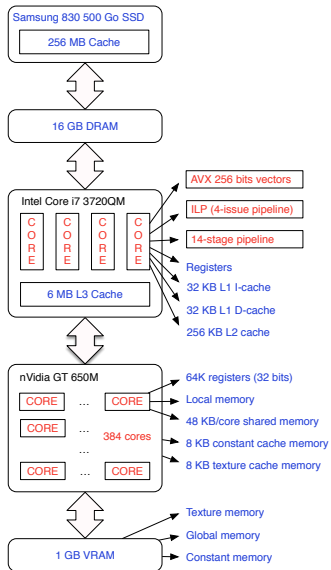 Samsung 830 500 Go SSD
256 MB Cache
16 GB DRAM
Intel Core i7 3720QM
CORE
CORE
CORE
CORE
6 MB L3 Cache
AVX 256 bits vectors
ILP (4-issue pipeline)
14-stage pipeline
Registers
32 KB L1 I-cache
32 KB L1 D-cache
256 KB L2 cache
nVidia GT 650M
CORE ... CORE
CORE ...
384 cores
...
CORE ... CORE
64K registers (32 bits)
Local memory
48 KB/core shared memory
8 KB constant cache memory
8 KB texture cache memory
1 GB VRAM
Texture memory
Global memory
Constant memory